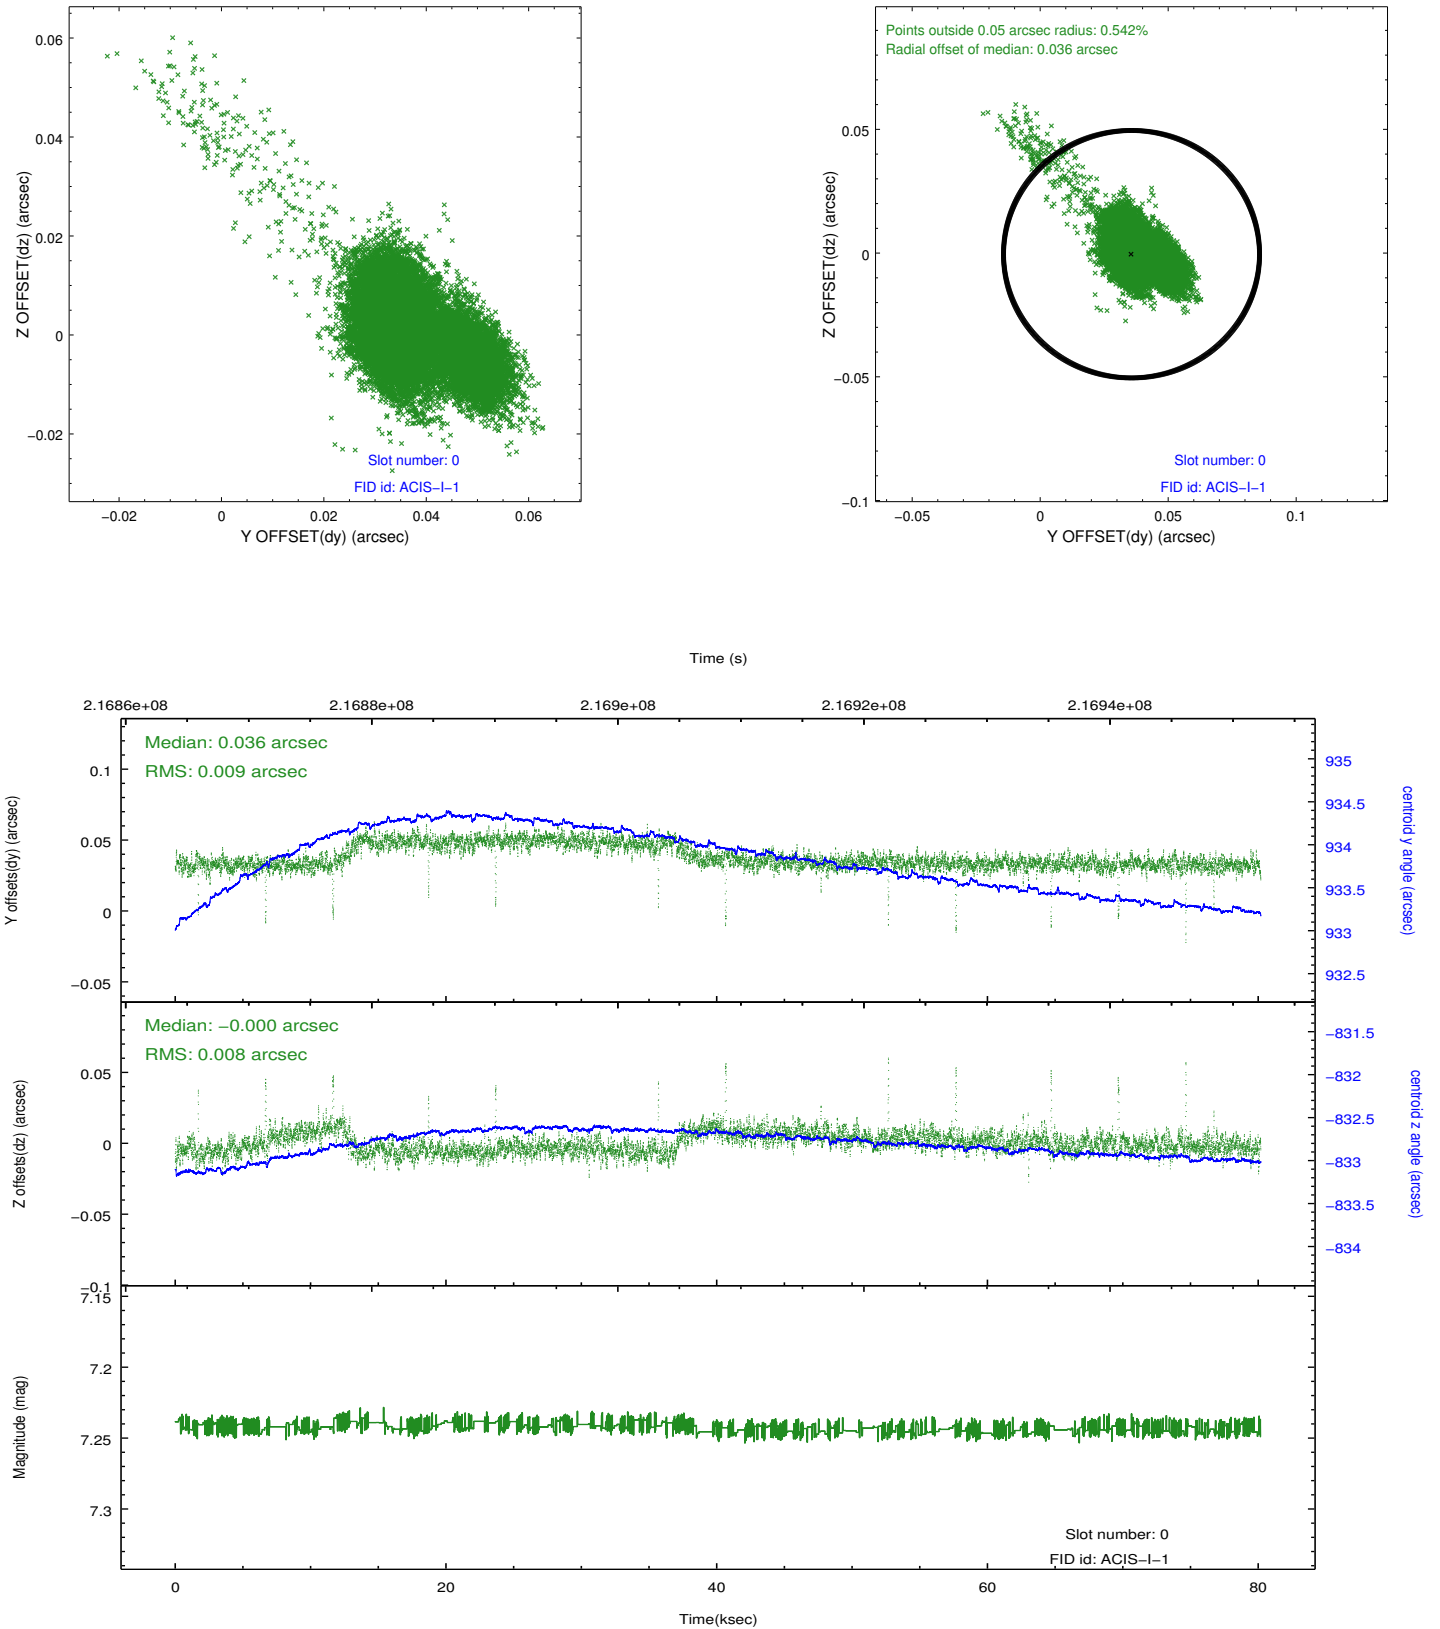 0.06
0.04
0.02
0
−0.02
Z OFFSET(dz) (arcsec)
Slot number: 0
FID id: ACIS−I−1
−0.02 0 0.02 0.04 0.06
Y OFFSET(dy) (arcsec)
Points outside 0.05 arcsec radius: 0.542%
Radial offset of median: 0.036 arcsec
0.05
0
−0.05
−0.1
Z OFFSET(dz) (arcsec)
Slot number: 0
FID id: ACIS−I−1
−0.05 0 0.05 0.1
Y OFFSET(dy) (arcsec)
Time (s)
2.1686e+08 2.1688e+08 2.169e+08 2.1692e+08 2.1694e+08
Median: 0.036 arcsec
RMS: 0.009 arcsec
0.1
0.05
0
−0.05
Y offsets(dy) (arcsec)
935
934.5
934
933.5
933
932.5
centroid y angle (arcsec)
Median: −0.000 arcsec
RMS: 0.008 arcsec
0.05
0
−0.05
−0.1
Z offsets(dz) (arcsec)
−831.5
−832
−832.5
−833
−833.5
−834
centroid z angle (arcsec)
7.15
7.2
7.25
7.3
Magnitude (mag)
Slot number: 0
FID id: ACIS−I−1
0 20 40 60 80
Time(ksec)